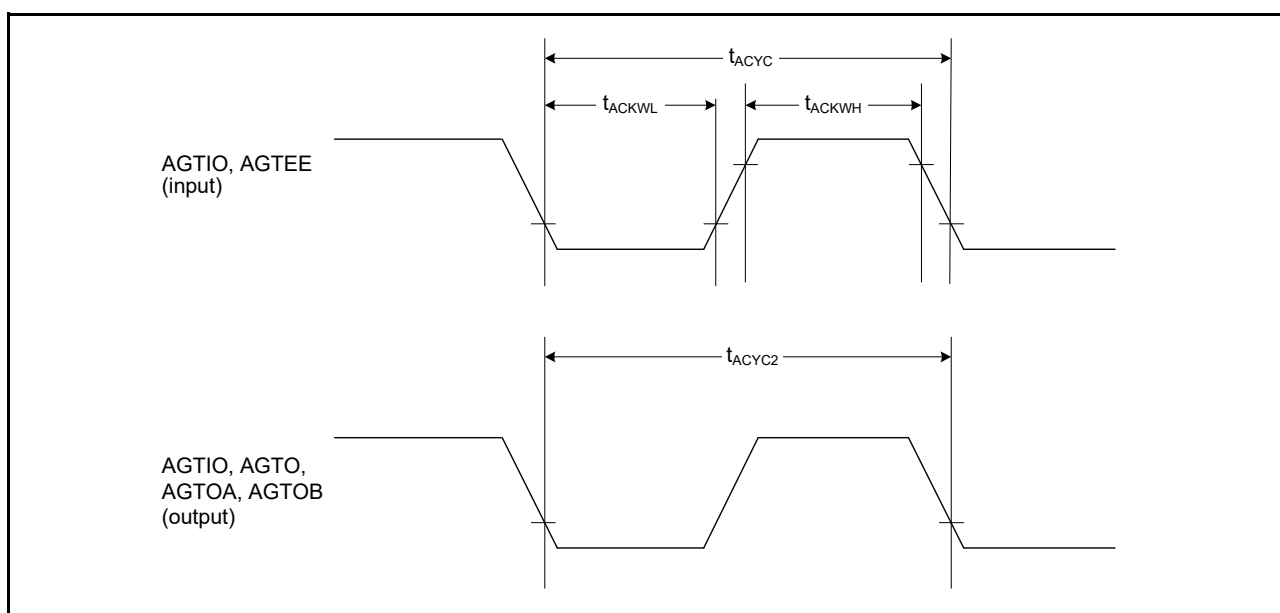 tACYC
tACKWL
tACKWH
AGTIO, AGTEE
(input)
tACYC2
AGTIO, AGTO,
AGTOA, AGTOB
(output)